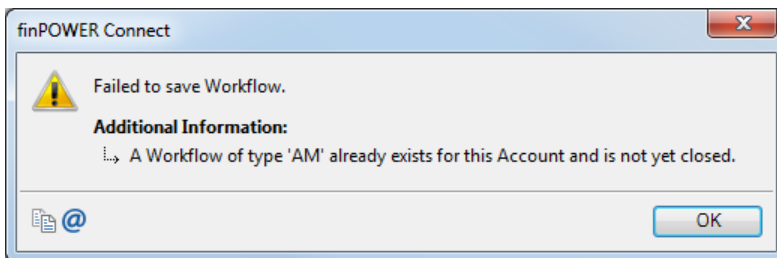 finPOWER Connect
Failed to save Workflow.
Additional Information:
A Workflow of type 'AM' already exists for this Account and is not yet closed.
@
OK